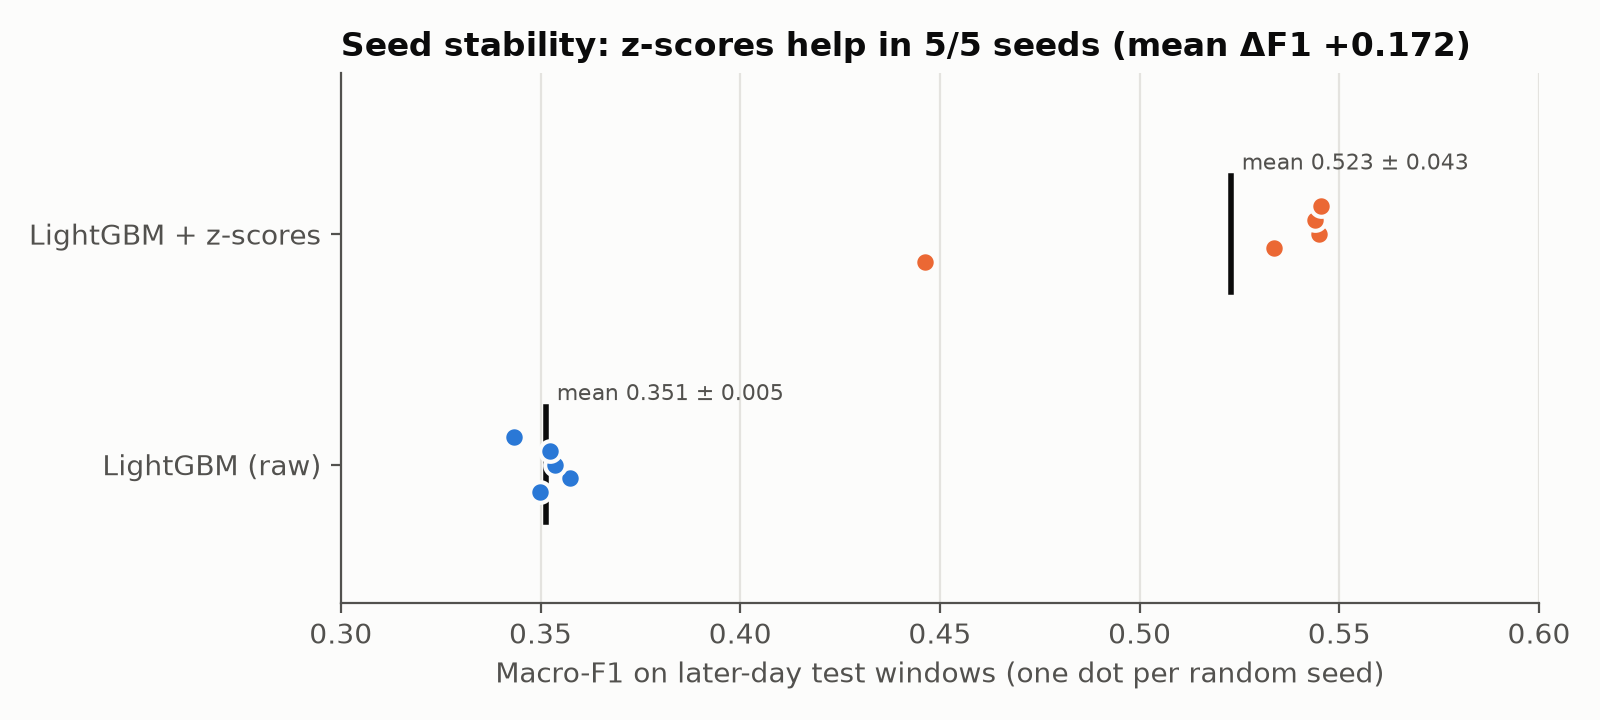 Seed stability: z-scores help in 5/5 seeds (mean ΔF1 +0.172)
mean 0.523 ± 0.043
LightGBM + z-scores
mean 0.351 ± 0.005
LightGBM (raw)
0.30 0.35 0.40 0.45 0.50 0.55 0.60
Macro-F1 on later-day test windows (one dot per random seed)